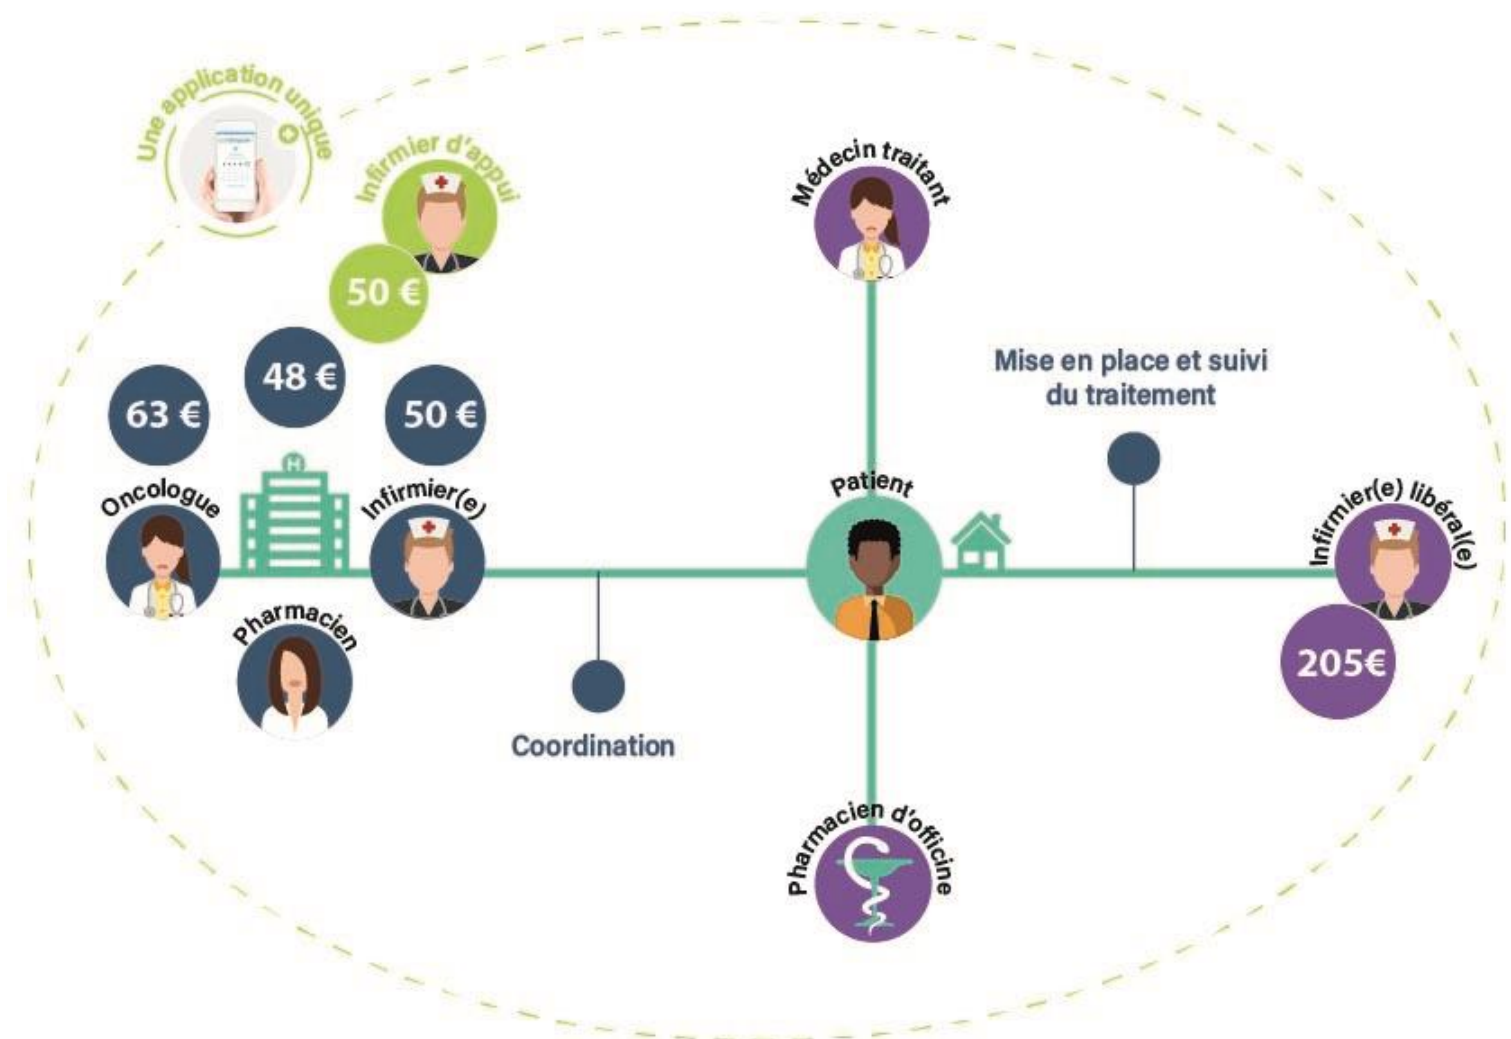 Une application unique
Infirmier d'appui
50 €
Médecin traitant
48 €
63 €
50 €
Mise en place et suivi
du traitement
Oncologue
H
Infirmier(e)
Patient
Infirmier(e) libéral(e)
Pharmacien
205€
Coordination
Pharmacien d'officine